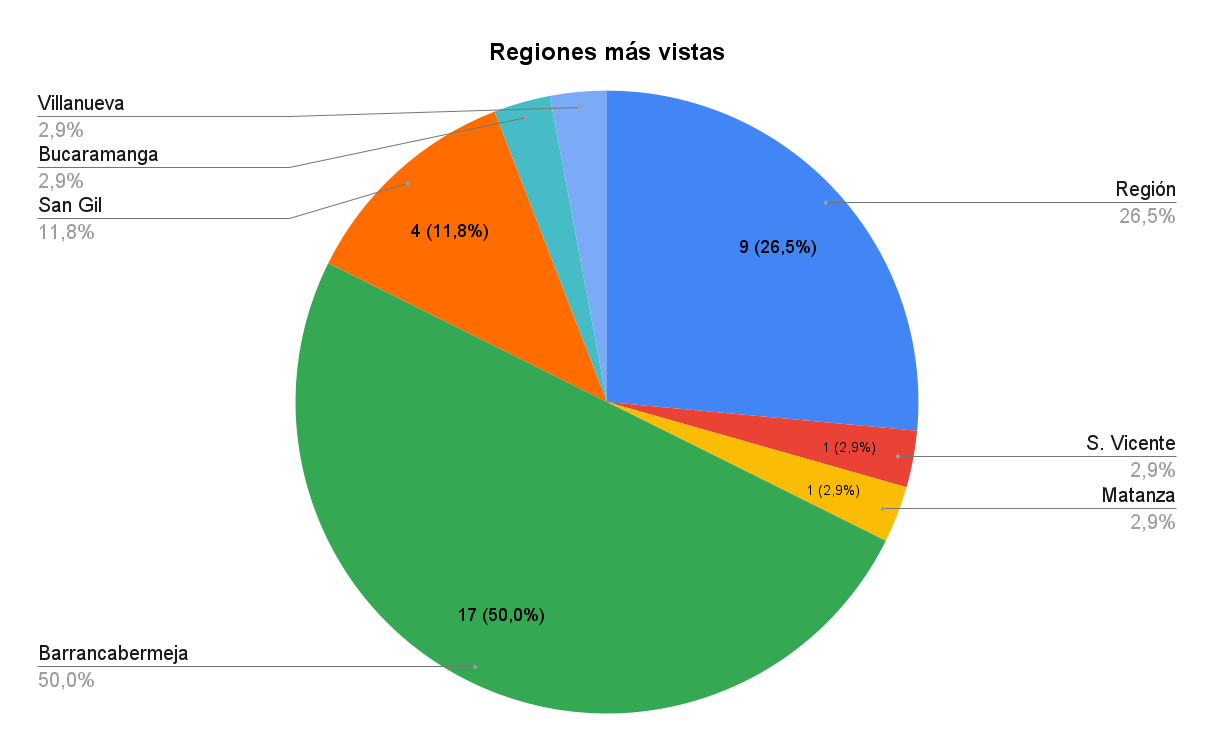 Regiones más vistas
Villanueva
2,9%
Bucaramanga
2,9%
San Gil
11,8%
Barrancabermeja
50,0%
Región
26,5%
S. Vicente
2,9%
Matanza
2,9%
4 (11,8%)
9 (26,5%)
1 (2,9%)
1 (2,9%)
17 (50,0%)